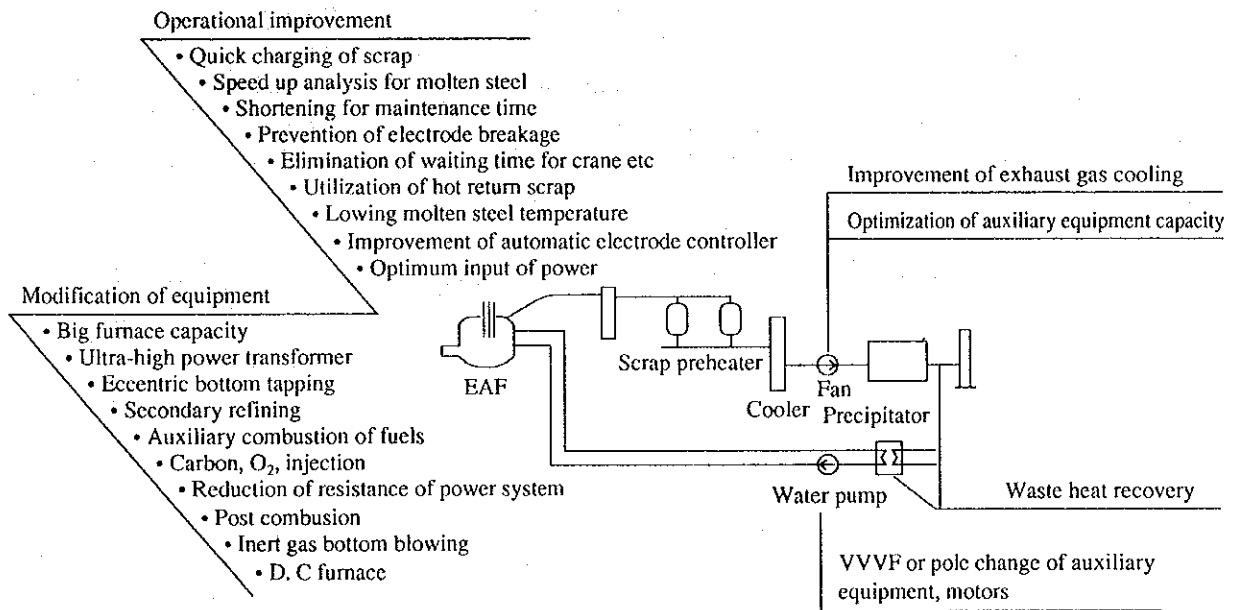 Operational improvement
• Quick charging of scrap
• Speed up analysis for molten steel
• Shortening for maintenance time
• Prevention of electrode breakage
• Elimination of waiting time for crane etc
• Utilization of hot return scrap
• Lowing molten steel temperature
• Improvement of automatic electrode controller
• Optimum input of power
Modification of equipment
• Big furnace capacity
• Ultra-high power transformer
• Eccentric bottom tapping
• Secondary refining
• Auxiliary combustion of fuels
• Carbon, O₂, injection
• Reduction of resistance of power system
• Post combusion
• Inert gas bottom blowing
• D. C furnace
EAF
Scrap preheater
Cooler
Fan
Precipitator
Water pump
Improvement of exhaust gas cooling
Optimization of auxiliary equipment capacity
Waste heat recovery
VVVF or pole change of auxiliary
equipment, motors